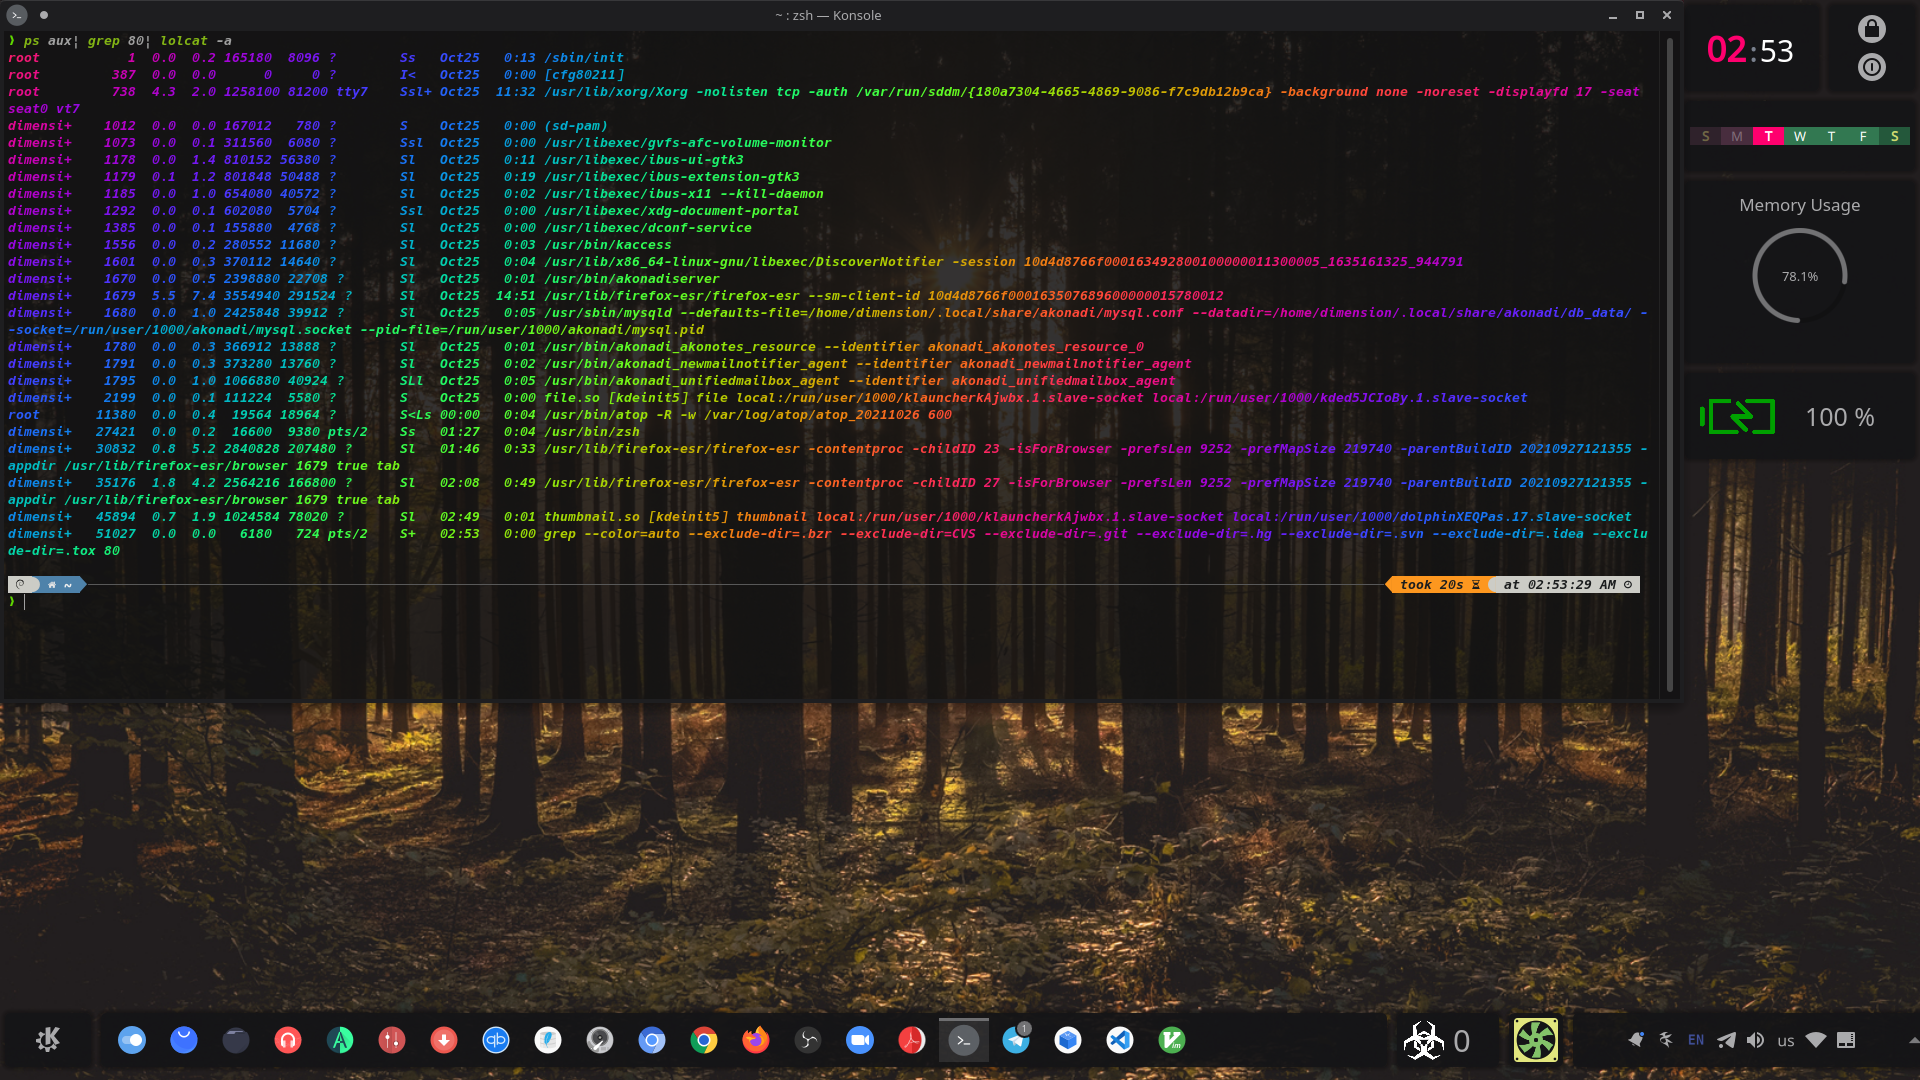 ~ : zsh — Konsole
❯ ps aux| grep 80| lolcat -a
root 1 0.0 0.2 165180 8096 ? Ss Oct25 0:13 /sbin/init
root 387 0.0 0.0 0 0 ? I< Oct25 0:00 [cfg80211]
root 738 4.3 2.0 1258100 81200 tty7 Ssl+ Oct25 11:32 /usr/lib/xorg/Xorg -nolisten tcp -auth /var/run/sddm/{180a7304-4665-4869-9086-f7c9db12b9ca} -background none -noreset -displayfd 17 -seat
seat0 vt7
dimensi+ 1012 0.0 0.0 167012 780 ? S Oct25 0:00 (sd-pam)
dimensi+ 1073 0.0 0.1 311560 6080 ? Ssl Oct25 0:00 /usr/libexec/gvfs-afc-volume-monitor
dimensi+ 1178 0.0 1.4 810152 56380 ? Sl Oct25 0:11 /usr/libexec/ibus-ui-gtk3
dimensi+ 1179 0.1 1.2 801848 50488 ? Sl Oct25 0:19 /usr/libexec/ibus-extension-gtk3
dimensi+ 1185 0.0 1.0 654080 40572 ? Sl Oct25 0:02 /usr/libexec/ibus-x11 --kill-daemon
dimensi+ 1292 0.0 0.1 602080 5704 ? Ssl Oct25 0:00 /usr/libexec/xdg-document-portal
dimensi+ 1385 0.0 0.1 155880 4768 ? Sl Oct25 0:00 /usr/libexec/dconf-service
dimensi+ 1556 0.0 0.2 280552 11680 ? Sl Oct25 0:03 /usr/bin/kaccess
dimensi+ 1601 0.0 0.3 370112 14640 ? Sl Oct25 0:04 /usr/lib/x86_64-linux-gnu/libexec/DiscoverNotifier -session 10d4d8766f000163492800100000011300005_1635161325_944791
dimensi+ 1670 0.0 0.5 2398880 22708 ? Sl Oct25 0:01 /usr/bin/akonadiserver
dimensi+ 1679 5.5 7.4 3554940 291524 ? Sl Oct25 14:51 /usr/lib/firefox-esr/firefox-esr --sm-client-id 10d4d8766f000163507689600000015780012
dimensi+ 1680 0.0 1.0 2425848 39912 ? Sl Oct25 0:05 /usr/sbin/mysqld --defaults-file=/home/dimension/.local/share/akonadi/mysql.conf --datadir=/home/dimension/.local/share/akonadi/db_data/ -
-socket=/run/user/1000/akonadi/mysql.socket --pid-file=/run/user/1000/akonadi/mysql.pid
dimensi+ 1780 0.0 0.3 366912 13888 ? Sl Oct25 0:01 /usr/bin/akonadi_akonotes_resource --identifier akonadi_akonotes_resource_0
dimensi+ 1791 0.0 0.3 373280 13760 ? Sl Oct25 0:02 /usr/bin/akonadi_newmailnotifier_agent --identifier akonadi_newmailnotifier_agent
dimensi+ 1795 0.0 1.0 1066880 40924 ? SLl Oct25 0:05 /usr/bin/akonadi_unifiedmailbox_agent --identifier akonadi_unifiedmailbox_agent
dimensi+ 2199 0.0 0.1 111224 5580 ? S Oct25 0:00 file.so [kdeinit5] file local:/run/user/1000/klauncherkAjwbx.1.slave-socket local:/run/user/1000/kded5JCIoBy.1.slave-socket
root 11380 0.0 0.4 19564 18964 ? S<Ls 00:00 0:04 /usr/bin/atop -R -w /var/log/atop/atop_20211026 600
dimensi+ 27421 0.0 0.2 16600 9380 pts/2 Ss 01:27 0:04 /usr/bin/zsh
dimensi+ 30832 0.8 5.2 2840828 207480 ? Sl 01:46 0:33 /usr/lib/firefox-esr/firefox-esr -contentproc -childID 23 -isForBrowser -prefsLen 9252 -prefMapSize 219740 -parentBuildID 20210927121355 -
appdir /usr/lib/firefox-esr/browser 1679 true tab
dimensi+ 35176 1.8 4.2 2564216 166800 ? Sl 02:08 0:49 /usr/lib/firefox-esr/firefox-esr -contentproc -childID 27 -isForBrowser -prefsLen 9252 -prefMapSize 219740 -parentBuildID 20210927121355 -
appdir /usr/lib/firefox-esr/browser 1679 true tab
dimensi+ 45894 0.7 1.9 1024584 78020 ? Sl 02:49 0:01 thumbnail.so [kdeinit5] thumbnail local:/run/user/1000/klauncherkAjwbx.1.slave-socket local:/run/user/1000/dolphinXEQPas.17.slave-socket
dimensi+ 51027 0.0 0.0 6180 724 pts/2 S+ 02:53 0:00 grep --color=auto --exclude-dir=.bzr --exclude-dir=CVS --exclude-dir=.git --exclude-dir=.hg --exclude-dir=.svn --exclude-dir=.idea --exclu
de-dir=.tox 80
~ took 20s at 02:53:29 AM
❯
02:53
S M T W T F S
Memory Usage
78.1%
100 %
qb
1
Vim
0
EN
us